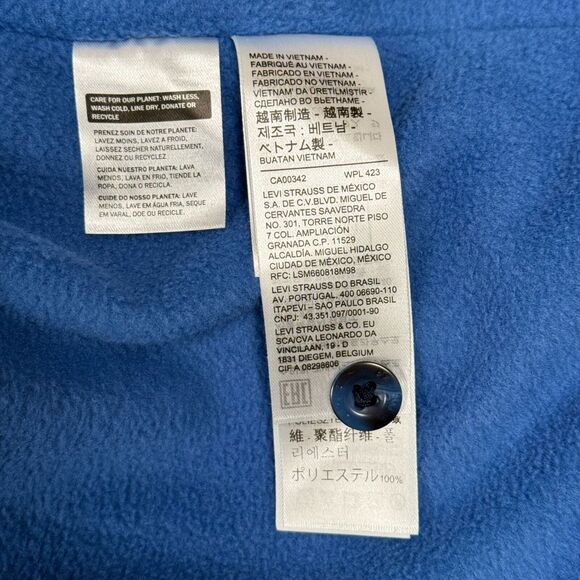 CARE FOR OUR PLANET: WASH LESS,
WASH COLD, LINE DRY, DONATE OR
RECYCLE
PRENEZ SOIN DE NOTRE PLANETE:
LAVEZ MOINS, LAVEZ A FROID,
LAISSEZ SECHER NATURELLEMENT,
DONNEZ OU RECYCLEZ
CUIDA NUESTRO PLANETA: LAVA
MENOS, LAVA EN FRIO, TIENDE LA
ROPA, DONA O RECICLA.
CUIDE DO NOSSO PLANETA: LAVE
MENOS, LAVE EM ÁGUA FRIA, SEQUE
EM VARAL, DOE OU RECICLE.
MADE IN VIETNAM -
FABRIQUÉ AU VIETNAM -
FABRICADO EN VIETNAM -
FABRICADO NO VIETNAM -
VIETNAM' DA ÜRETİLMİŞTİR -
СДЕЛАНО ВО ВЬЕТНАМЕ -
越南制造 - 越南製 -
제조국 : 베트남 -
ベトナム製 -
BUATAN VIETNAM
CA00342 WPL 423
LEVI STRAUSS DE MÉXICO
S.A. DE C.V.BLVD. MIGUEL DE
CERVANTES SAAVEDRA
NO. 301, TORRE NORTE PISO
7 COL. AMPLIACIÓN
GRANADA C.P. 11529
ALCALDÍA. MIGUEL HIDALGO
CIUDAD DE MÉXICO, MÉXICO
RFC: LSM660818M98
LEVI STRAUSS DO BRASIL
AV. PORTUGAL, 400 06690-110
ITAPEVI – SAO PAULO BRASIL
CNPJ: 43.351.097/0001-90
LEVI STRAUSS & CO. EU
SCA/CVA LEONARDO DA
VINCILAAN, 19 - D
1831 DIEGEM, BELGIUM
CIF A 08298606
EAC
維 - 聚酯纤维 - 폴
리에스터
ポリエステル 100%